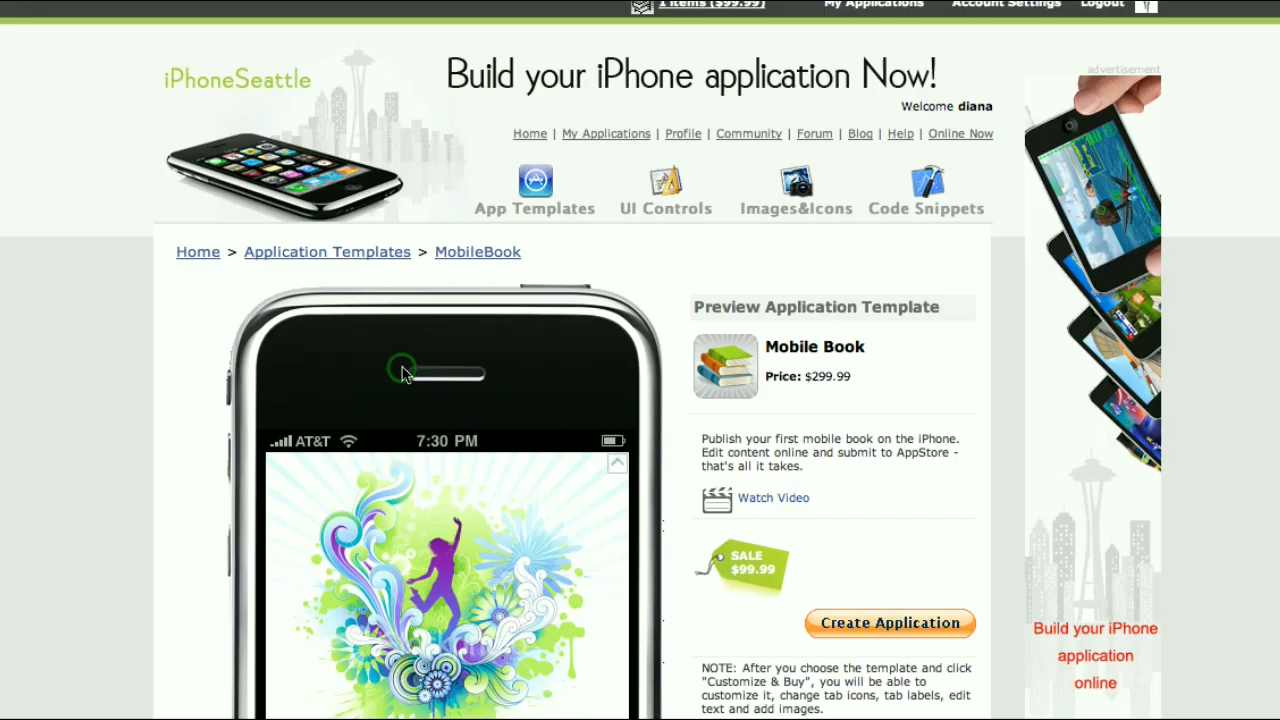 1 Items [$99.99]
My Applications
Account Settings
Logout
iPhoneSeattle
Build your iPhone application Now!
advertisement
Welcome diana
Home | My Applications | Profile | Community | Forum | Blog | Help | Online Now
App Templates
UI Controls
Images&Icons
Code Snippets
Home > Application Templates > MobileBook
Preview Application Template
Mobile Book
Price: $299.99
AT&T
7:30 PM
Publish your first mobile book on the iPhone.
Edit content online and submit to AppStore -
that's all it takes.
Watch Video
SALE
$99.99
Create Application
NOTE: After you choose the template and click
"Customize & Buy", you will be able to
customize it, change tab icons, tab labels, edit
text and add images.
Build your iPhone
application
online